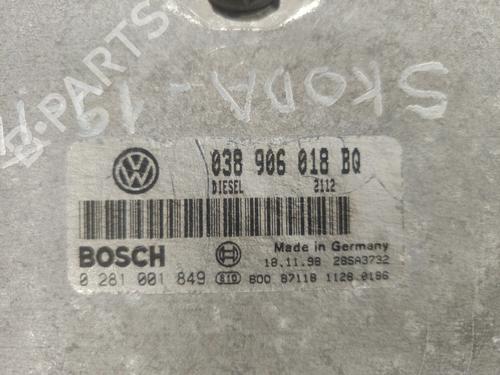 SKODA-19
B-PARTS
038 906 018 BQ
DIESEL 2112
BOSCH
Made in Germany
18.11.98 28SA3732
0 281 001 849 S10 800 87118 1128.0186